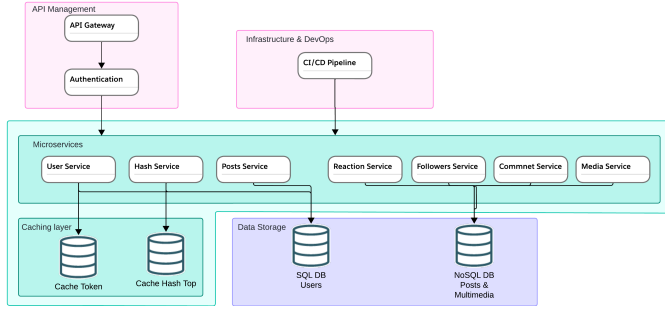 API Management
API Gateway
Authentication
Infrastructure & DevOps
CI/CD Pipeline
Microservices
User Service
Hash Service
Posts Service
Reaction Service
Followers Service
Commnet Service
Media Service
Caching layer
Cache Token
Cache Hash Top
Data Storage
SQL DB
Users
NoSQL DB
Posts &
Multimedia